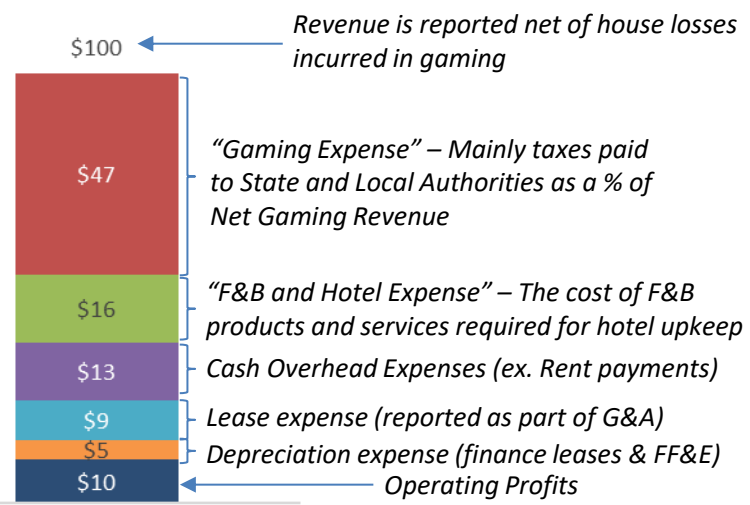 Revenue is reported net of house losses
$100
incurred in gaming
"Gaming Expense" – Mainly taxes paid
$47
to State and Local Authorities as a % of
Net Gaming Revenue
"F&B and Hotel Expense" – The cost of F&B
$16
products and services required for hotel upkeep
$13
Cash Overhead Expenses (ex. Rent payments)
$9
Lease expense (reported as part of G&A)
$5
Depreciation expense (finance leases & FF&E)
$10
Operating Profits